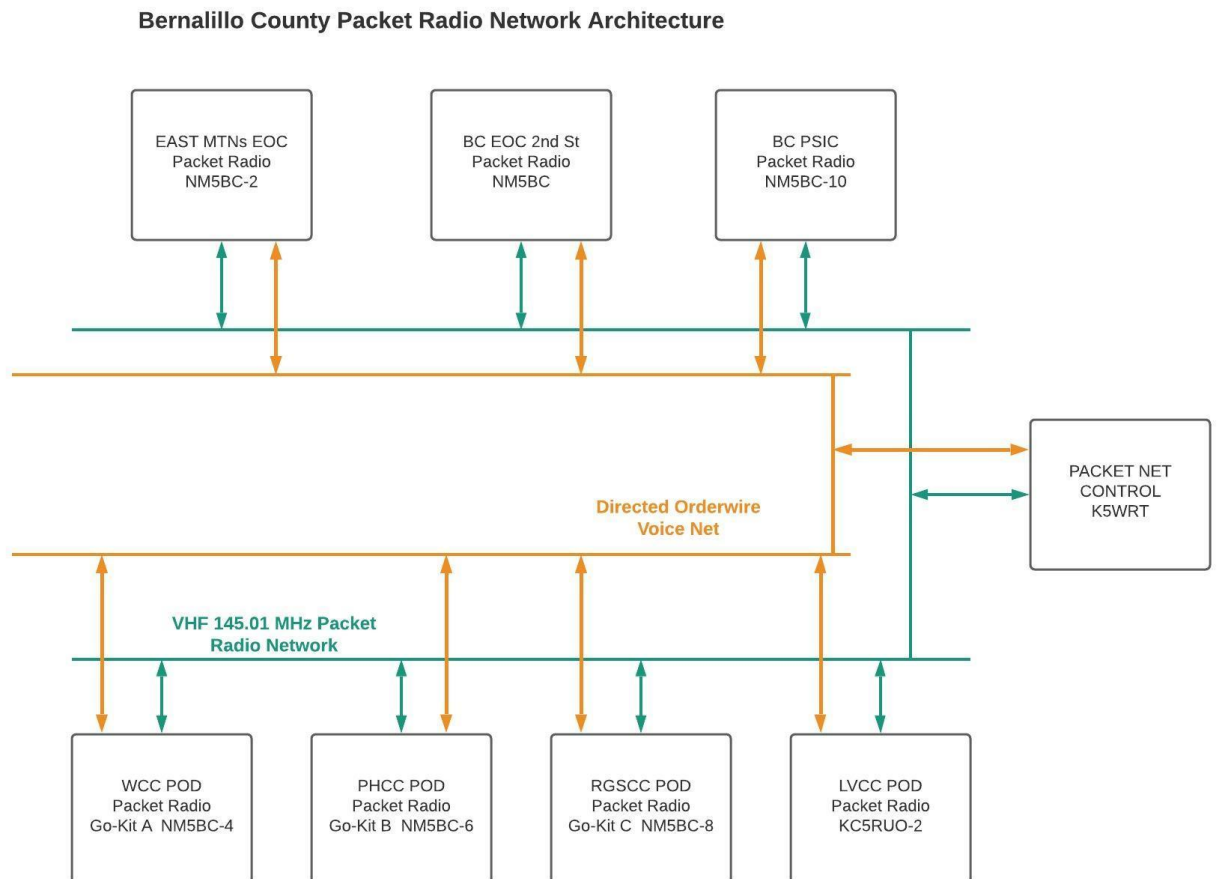 Bernalillo County Packet Radio Network Architecture
EAST MTNs EOC
Packet Radio
NM5BC-2
BC EOC 2nd St
Packet Radio
NM5BC
BC PSIC
Packet Radio
NM5BC-10
PACKET NET
CONTROL
K5WRT
Directed Orderwire
Voice Net
VHF 145.01 MHz Packet
Radio Network
WCC POD
Packet Radio
Go-Kit A  NM5BC-4
PHCC POD
Packet Radio
Go-Kit B  NM5BC-6
RGSCC POD
Packet Radio
Go-Kit C  NM5BC-8
LVCC POD
Packet Radio
KC5RUO-2